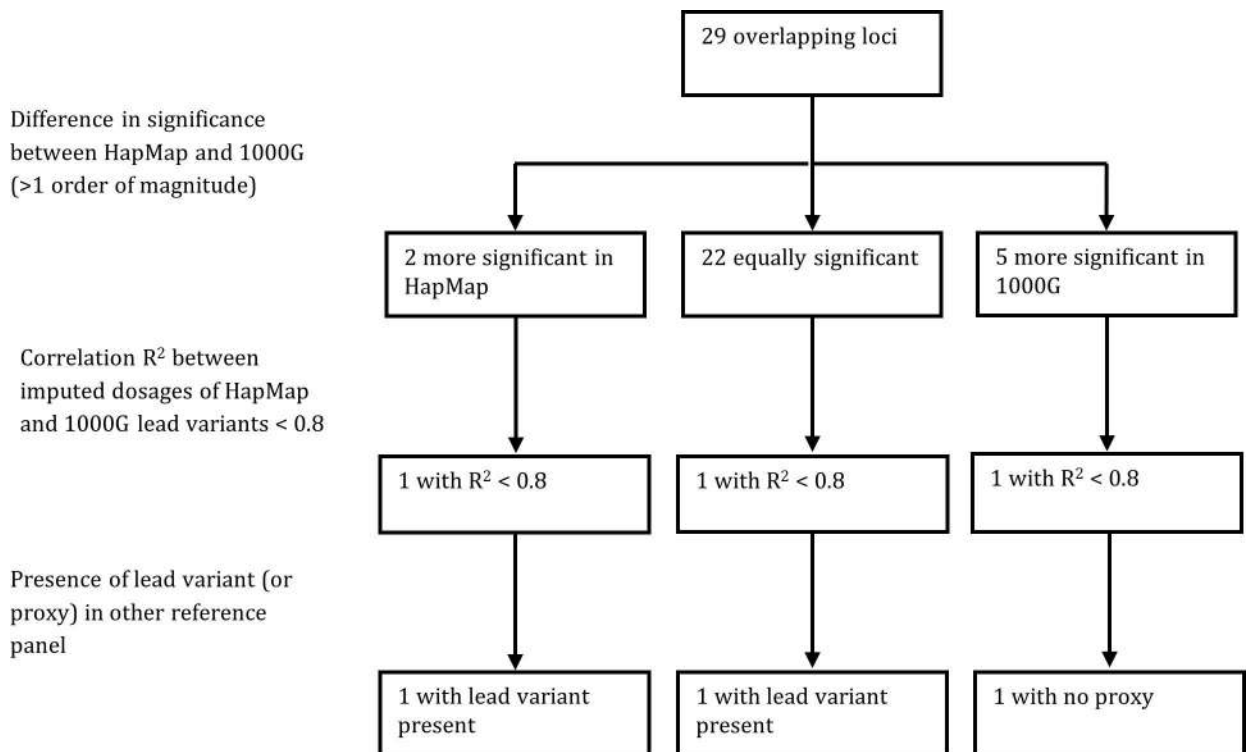 29 overlapping loci
Difference in significance
between HapMap and 1000G
(>1 order of magnitude)
2 more significant in
HapMap
22 equally significant
5 more significant in
1000G
Correlation R² between
imputed dosages of HapMap
and 1000G lead variants < 0.8
1 with R² < 0.8
1 with R² < 0.8
1 with R² < 0.8
Presence of lead variant (or
proxy) in other reference
panel
1 with lead variant
present
1 with lead variant
present
1 with no proxy